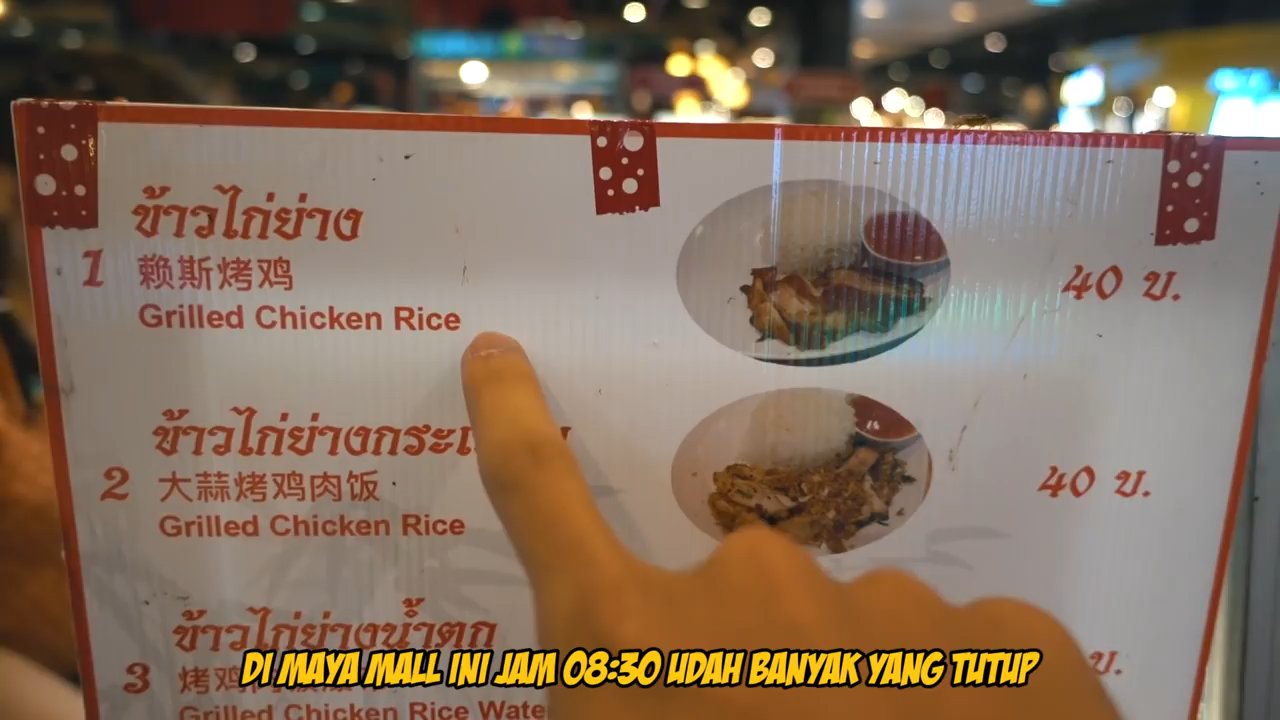 ข้าวไก่ย่าง
1 赖斯烤鸡 40 บ.
Grilled Chicken Rice
2 大蒜烤鸡肉饭 40 บ.
Grilled Chicken Rice
ข้าวไก่ย่างน้ำตก
3 บ.
Grilled Chicken Rice
DI MAYA MALL INI JAM 08:30 UDAH BANYAK YANG TUTUP